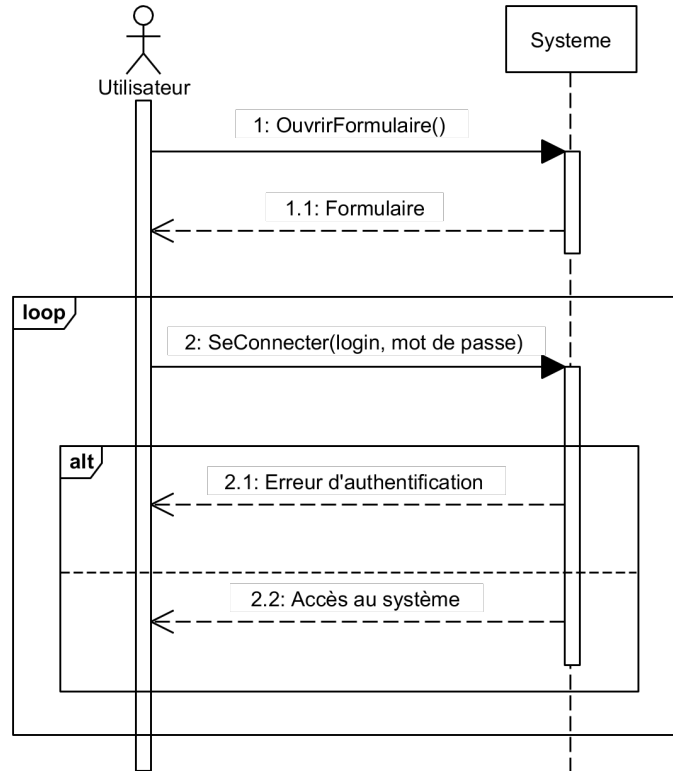 Systeme
Utilisateur
1: OuvrirFormulaire()
1.1: Formulaire
loop
2: SeConnecter(login, mot de passe)
alt
2.1: Erreur d'authentification
2.2: Accès au système